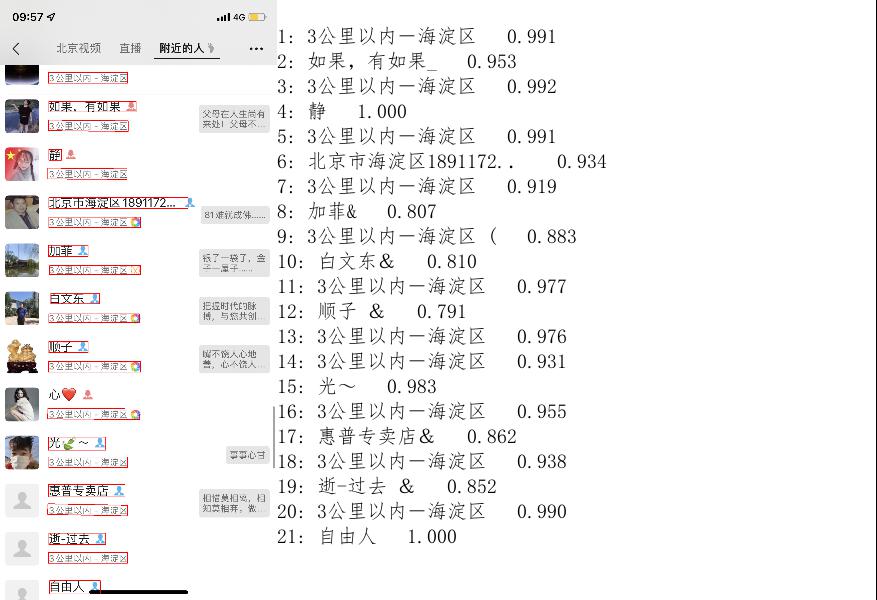 09:57
4G
北京视频 直播 附近的人
3公里以内 - 海淀区
如果，有如果
3公里以内 - 海淀区
父母在人生尚有
来处！父母不...
静
3公里以内 - 海淀区
北京市海淀区1891172...
3公里以内 - 海淀区
81难就成佛......
加菲
3公里以内 - 海淀区
钱了一袋了，金
子一屋子......
白文东
3公里以内 - 海淀区
把握时代的脉
搏，与您共创...
顺子
3公里以内 - 海淀区
嘴不饶人心地
善，心不饶人...
心❤️
3公里以内 - 海淀区
光～
3公里以内 - 海淀区
事事心甘
惠普专卖店
3公里以内 - 海淀区
相惜莫相离，相
知莫相弃，做...
逝-过去
3公里以内 - 海淀区
自由人
1: 3公里以内一海淀区 0.991
2: 如果，有如果_ 0.953
3: 3公里以内一海淀区 0.992
4: 静 1.000
5: 3公里以内一海淀区 0.991
6: 北京市海淀区1891172.. 0.934
7: 3公里以内一海淀区 0.919
8: 加菲& 0.807
9: 3公里以内一海淀区 ( 0.883
10: 白文东& 0.810
11: 3公里以内一海淀区 0.977
12: 顺子 & 0.791
13: 3公里以内一海淀区 0.976
14: 3公里以内一海淀区 0.931
15: 光～ 0.983
16: 3公里以内一海淀区 0.955
17: 惠普专卖店& 0.862
18: 3公里以内一海淀区 0.938
19: 逝-过去 & 0.852
20: 3公里以内一海淀区 0.990
21: 自由人 1.000